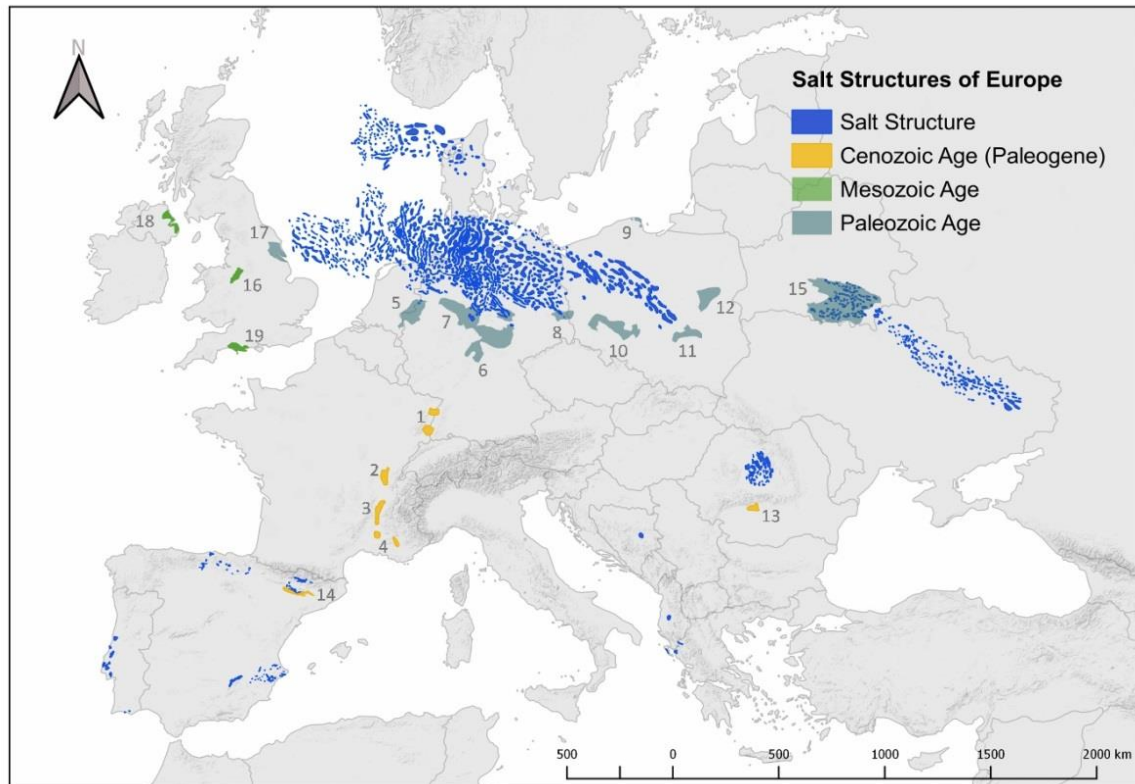 N
Salt Structures of Europe
Salt Structure
Cenozoic Age (Paleogene)
Mesozoic Age
Paleozoic Age
18
17
9
16
5
7
12
15
19
8
10
11
6
1
2
3
4
13
14
500 0 500 1000 1500 2000 km